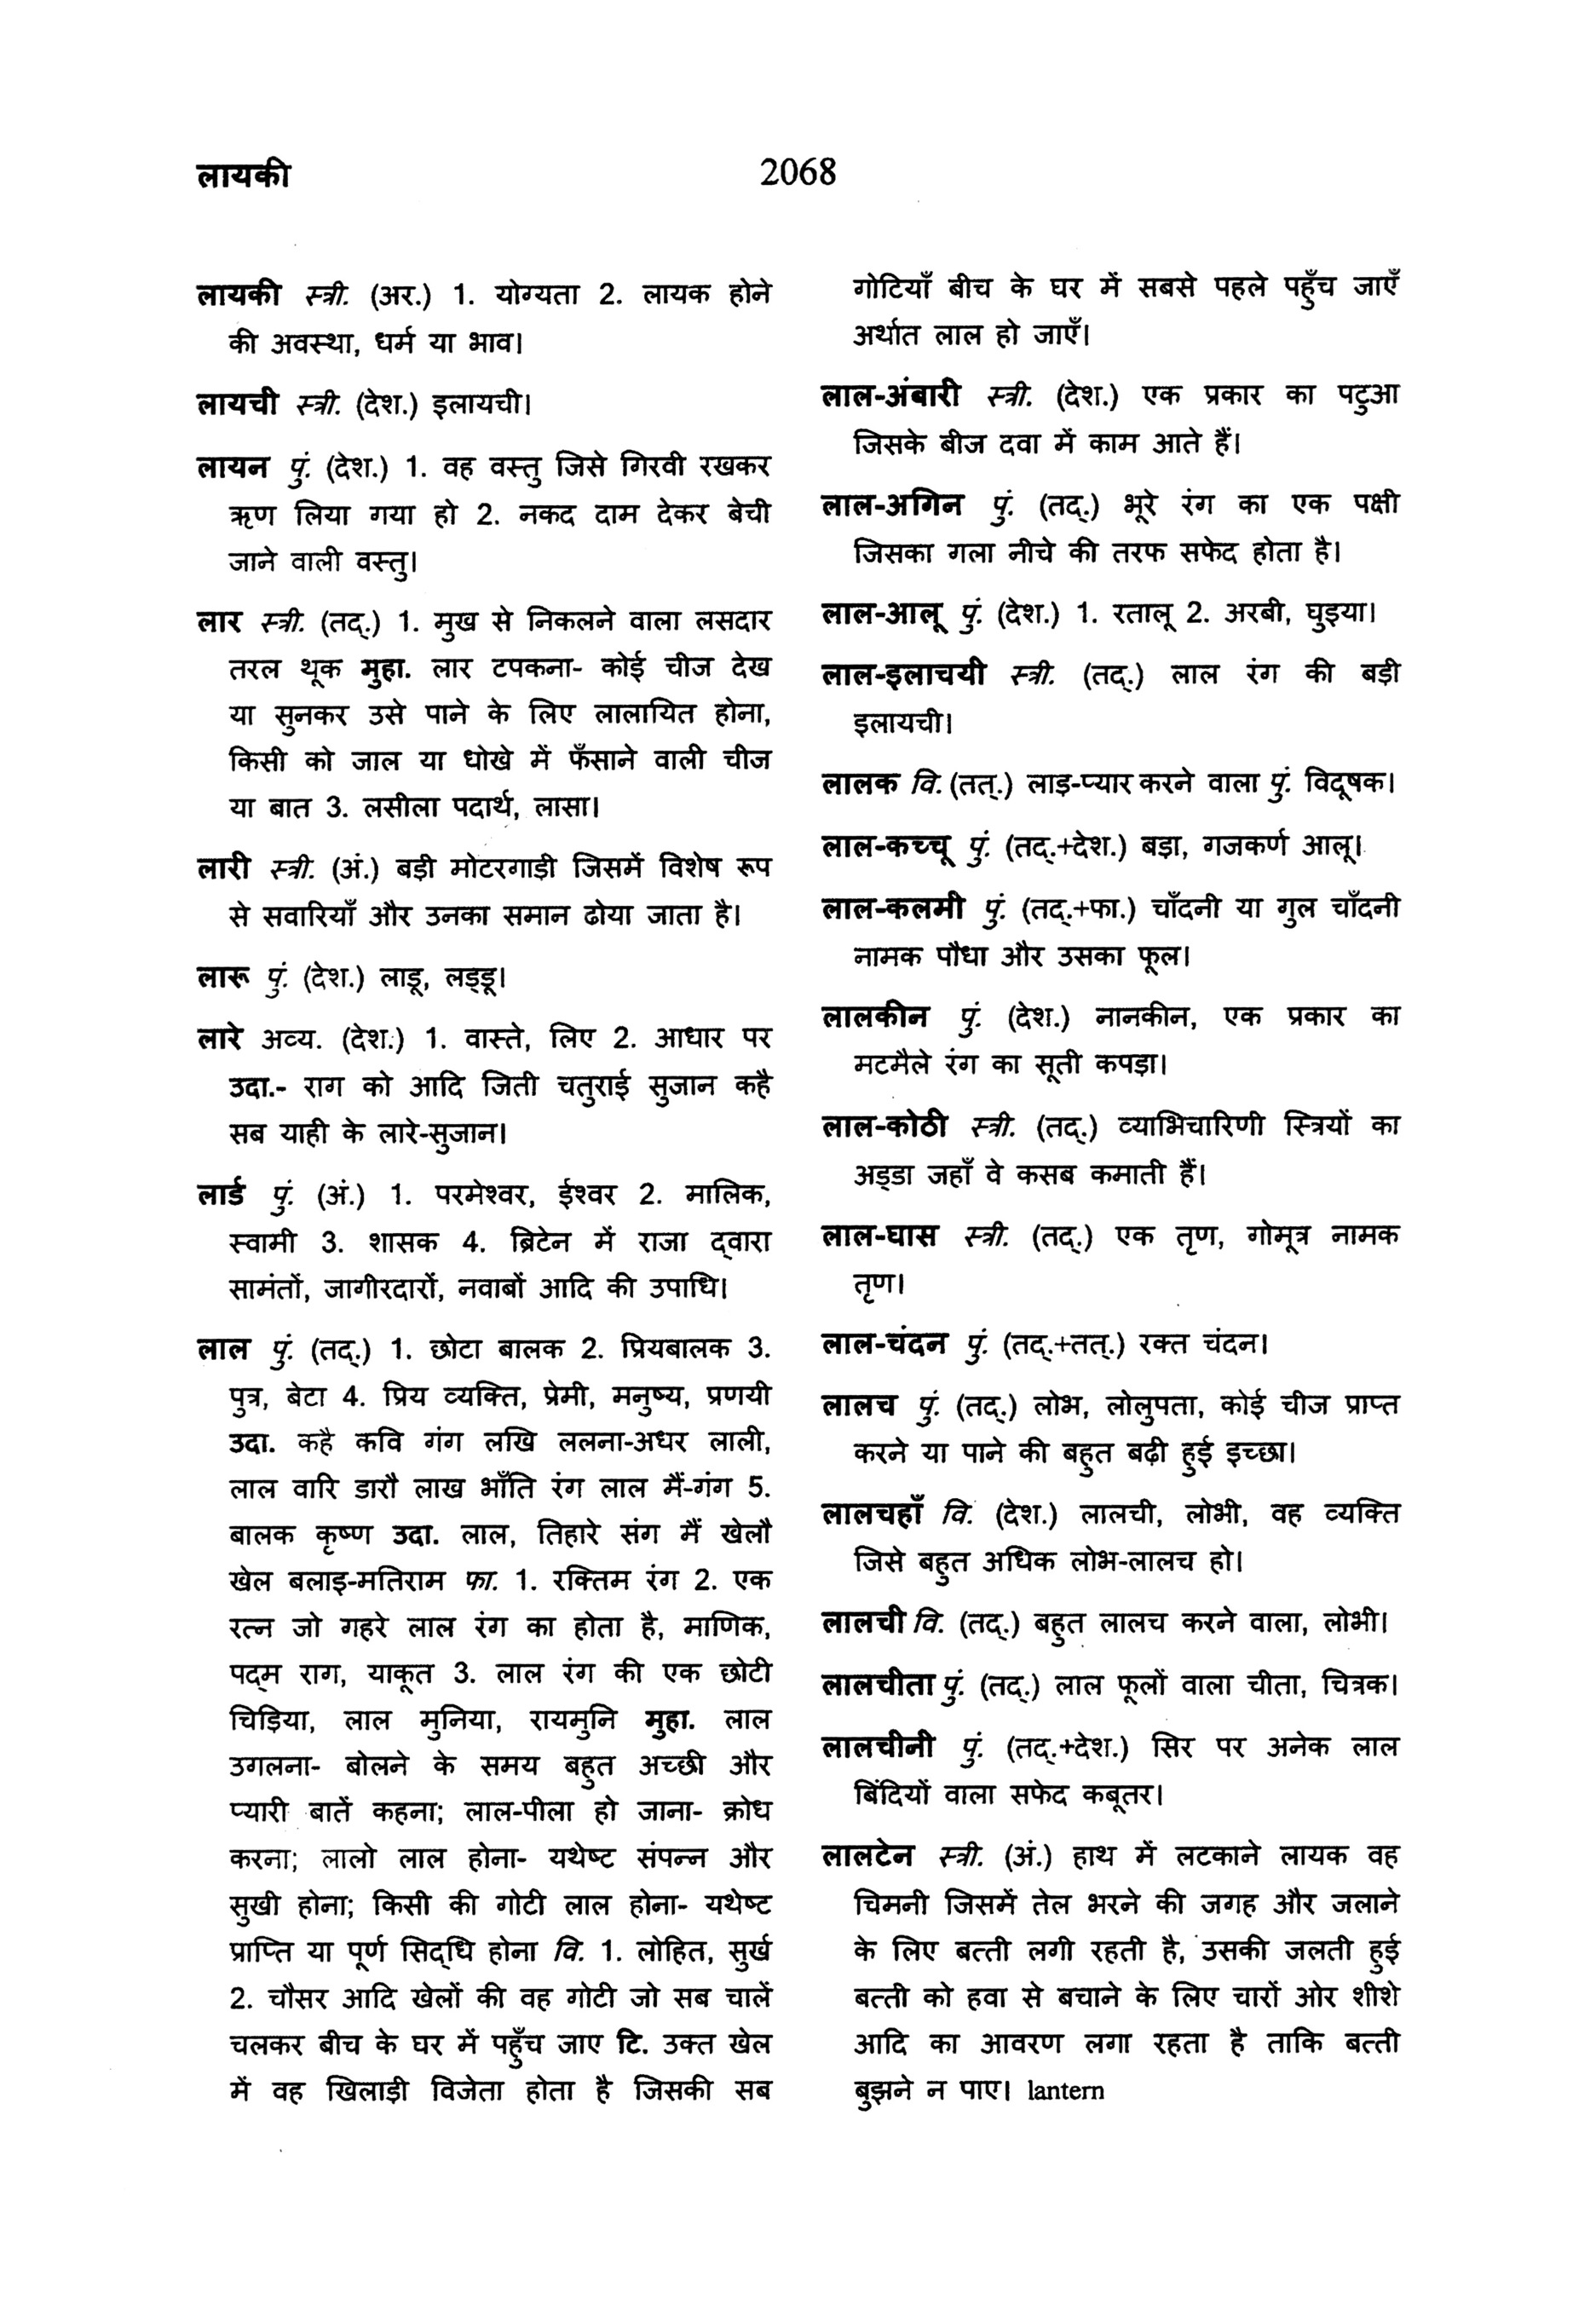 लायकी
2068
लायकी स्त्री. (अर.) 1. योग्यता 2. लायक होने
की अवस्था, धर्म या भाव।
लायची स्त्री. (देश.) इलायची।
लायन पुं. (देश.) 1. वह वस्तु जिसे गिरवी रखकर
ऋण लिया गया हो 2. नकद दाम देकर बेची
जाने वाली वस्तु।
लार स्त्री. (तद्.) 1. मुख से निकलने वाला लसदार
तरल थूक मुहा. लार टपकना- कोई चीज देख
या सुनकर उसे पाने के लिए लालायित होना,
किसी को जाल या धोखे में फँसाने वाली चीज
या बात 3. लसीला पदार्थ, लासा।
लारी स्त्री. (अं.) बड़ी मोटरगाड़ी जिसमें विशेष रूप
से सवारियाँ और उनका समान ढोया जाता है।
लारू पुं. (देश.) लाडू, लड्डू।
लारे अव्य. (देश.) 1. वास्ते, लिए 2. आधार पर
उदा.- राग को आदि जिती चतुराई सुजान कहै
सब याही के लारे-सुजान।
लार्ड पुं. (अं.) 1. परमेश्वर, ईश्वर 2. मालिक,
स्वामी 3. शासक 4. ब्रिटेन में राजा द्वारा
सामंतों, जागीरदारों, नवाबों आदि की उपाधि।
लाल पुं. (तद्.) 1. छोटा बालक 2. प्रियबालक 3.
पुत्र, बेटा 4. प्रिय व्यक्ति, प्रेमी, मनुष्य, प्रणयी
उदा. कहै कवि गंग लखि ललना-अधर लाली,
लाल वारि डारौ लाख भाँति रंग लाल मैं-गंग 5.
बालक कृष्ण उदा. लाल, तिहारे संग मैं खेलौ
खेल बलाइ-मतिराम फा. 1. रक्तिम रंग 2. एक
रत्न जो गहरे लाल रंग का होता है, माणिक,
पद्म राग, याकूत 3. लाल रंग की एक छोटी
चिड़िया, लाल मुनिया, रायमुनि मुहा. लाल
उगलना- बोलने के समय बहुत अच्छी और
प्यारी बातें कहना; लाल-पीला हो जाना- क्रोध
करना; लालो लाल होना- यथेष्ट संपन्न और
सुखी होना; किसी की गोटी लाल होना- यथेष्ट
प्राप्ति या पूर्ण सिद्धि होना वि. 1. लोहित, सुर्ख
2. चौसर आदि खेलों की वह गोटी जो सब चालें
चलकर बीच के घर में पहुँच जाए टि. उक्त खेल
में वह खिलाड़ी विजेता होता है जिसकी सब
गोटियाँ बीच के घर में सबसे पहले पहुँच जाएँ
अर्थात लाल हो जाएँ।
लाल-अंबारी स्त्री. (देश.) एक प्रकार का पटुआ
जिसके बीज दवा में काम आते हैं।
लाल-अगिन पुं. (तद्.) भूरे रंग का एक पक्षी
जिसका गला नीचे की तरफ सफेद होता है।
लाल-आलू पुं. (देश.) 1. रतालू 2. अरबी, घुइया।
लाल-इलाचयी स्त्री. (तद्.) लाल रंग की बड़ी
इलायची।
लालक वि. (तत्.) लाड़-प्यार करने वाला पुं. विदूषक।
लाल-कच्चू पुं. (तद्.+देश.) बड़ा, गजकर्ण आलू।
लाल-कलमी पुं. (तद्.+फा.) चाँदनी या गुल चाँदनी
नामक पौधा और उसका फूल।
लालकीन पुं. (देश.) नानकीन, एक प्रकार का
मटमैले रंग का सूती कपड़ा।
लाल-कोठी स्त्री. (तद्.) व्याभिचारिणी स्त्रियों का
अड्डा जहाँ वे कसब कमाती हैं।
लाल-घास स्त्री. (तद्.) एक तृण, गोमूत्र नामक
तृण।
लाल-चंदन पुं. (तद्.+तत्.) रक्त चंदन।
लालच पुं. (तद्.) लोभ, लोलुपता, कोई चीज प्राप्त
करने या पाने की बहुत बढ़ी हुई इच्छा।
लालचहाँ वि. (देश.) लालची, लोभी, वह व्यक्ति
जिसे बहुत अधिक लोभ-लालच हो।
लालची वि. (तद्.) बहुत लालच करने वाला, लोभी।
लालचीता पुं. (तद्.) लाल फूलों वाला चीता, चित्रक।
लालचीनी पुं. (तद्.+देश.) सिर पर अनेक लाल
बिंदियों वाला सफेद कबूतर।
लालटेन स्त्री. (अं.) हाथ में लटकाने लायक वह
चिमनी जिसमें तेल भरने की जगह और जलाने
के लिए बत्ती लगी रहती है, उसकी जलती हुई
बत्ती को हवा से बचाने के लिए चारों ओर शीशे
आदि का आवरण लगा रहता है ताकि बत्ती
बुझने न पाए। lantern